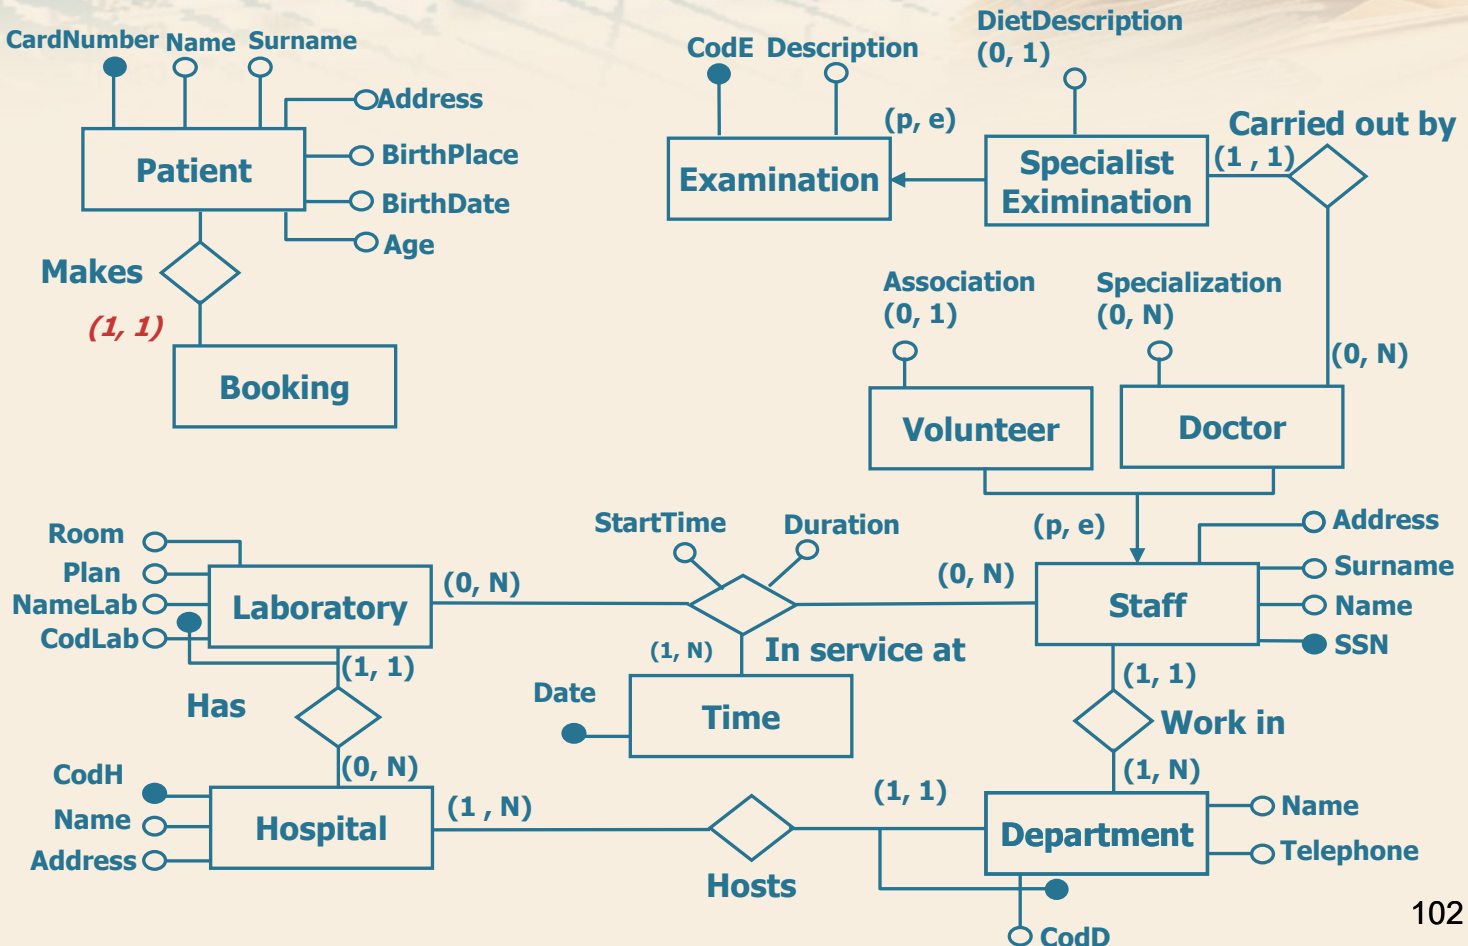 CardNumber Name Surname
Address
BirthPlace
BirthDate
Age
Patient
Makes
(1, 1)
Booking
CodE Description
Examination
(p, e)
DietDescription
(0, 1)
Specialist
Eximination
Carried out by
(1 , 1)
(0, N)
Association
(0, 1)
Specialization
(0, N)
Volunteer
Doctor
(p, e)
Address
Surname
Name
SSN
Staff
StartTime
Duration
(0, N)
(0, N)
(1, N)
In service at
Date
Time
Room
Plan
NameLab
CodLab
Laboratory
(1, 1)
Has
(0, N)
CodH
Name
Address
Hospital
(1 , N)
Hosts
(1, 1)
(1, 1)
Work in
(1, N)
Department
Name
Telephone
CodD
102